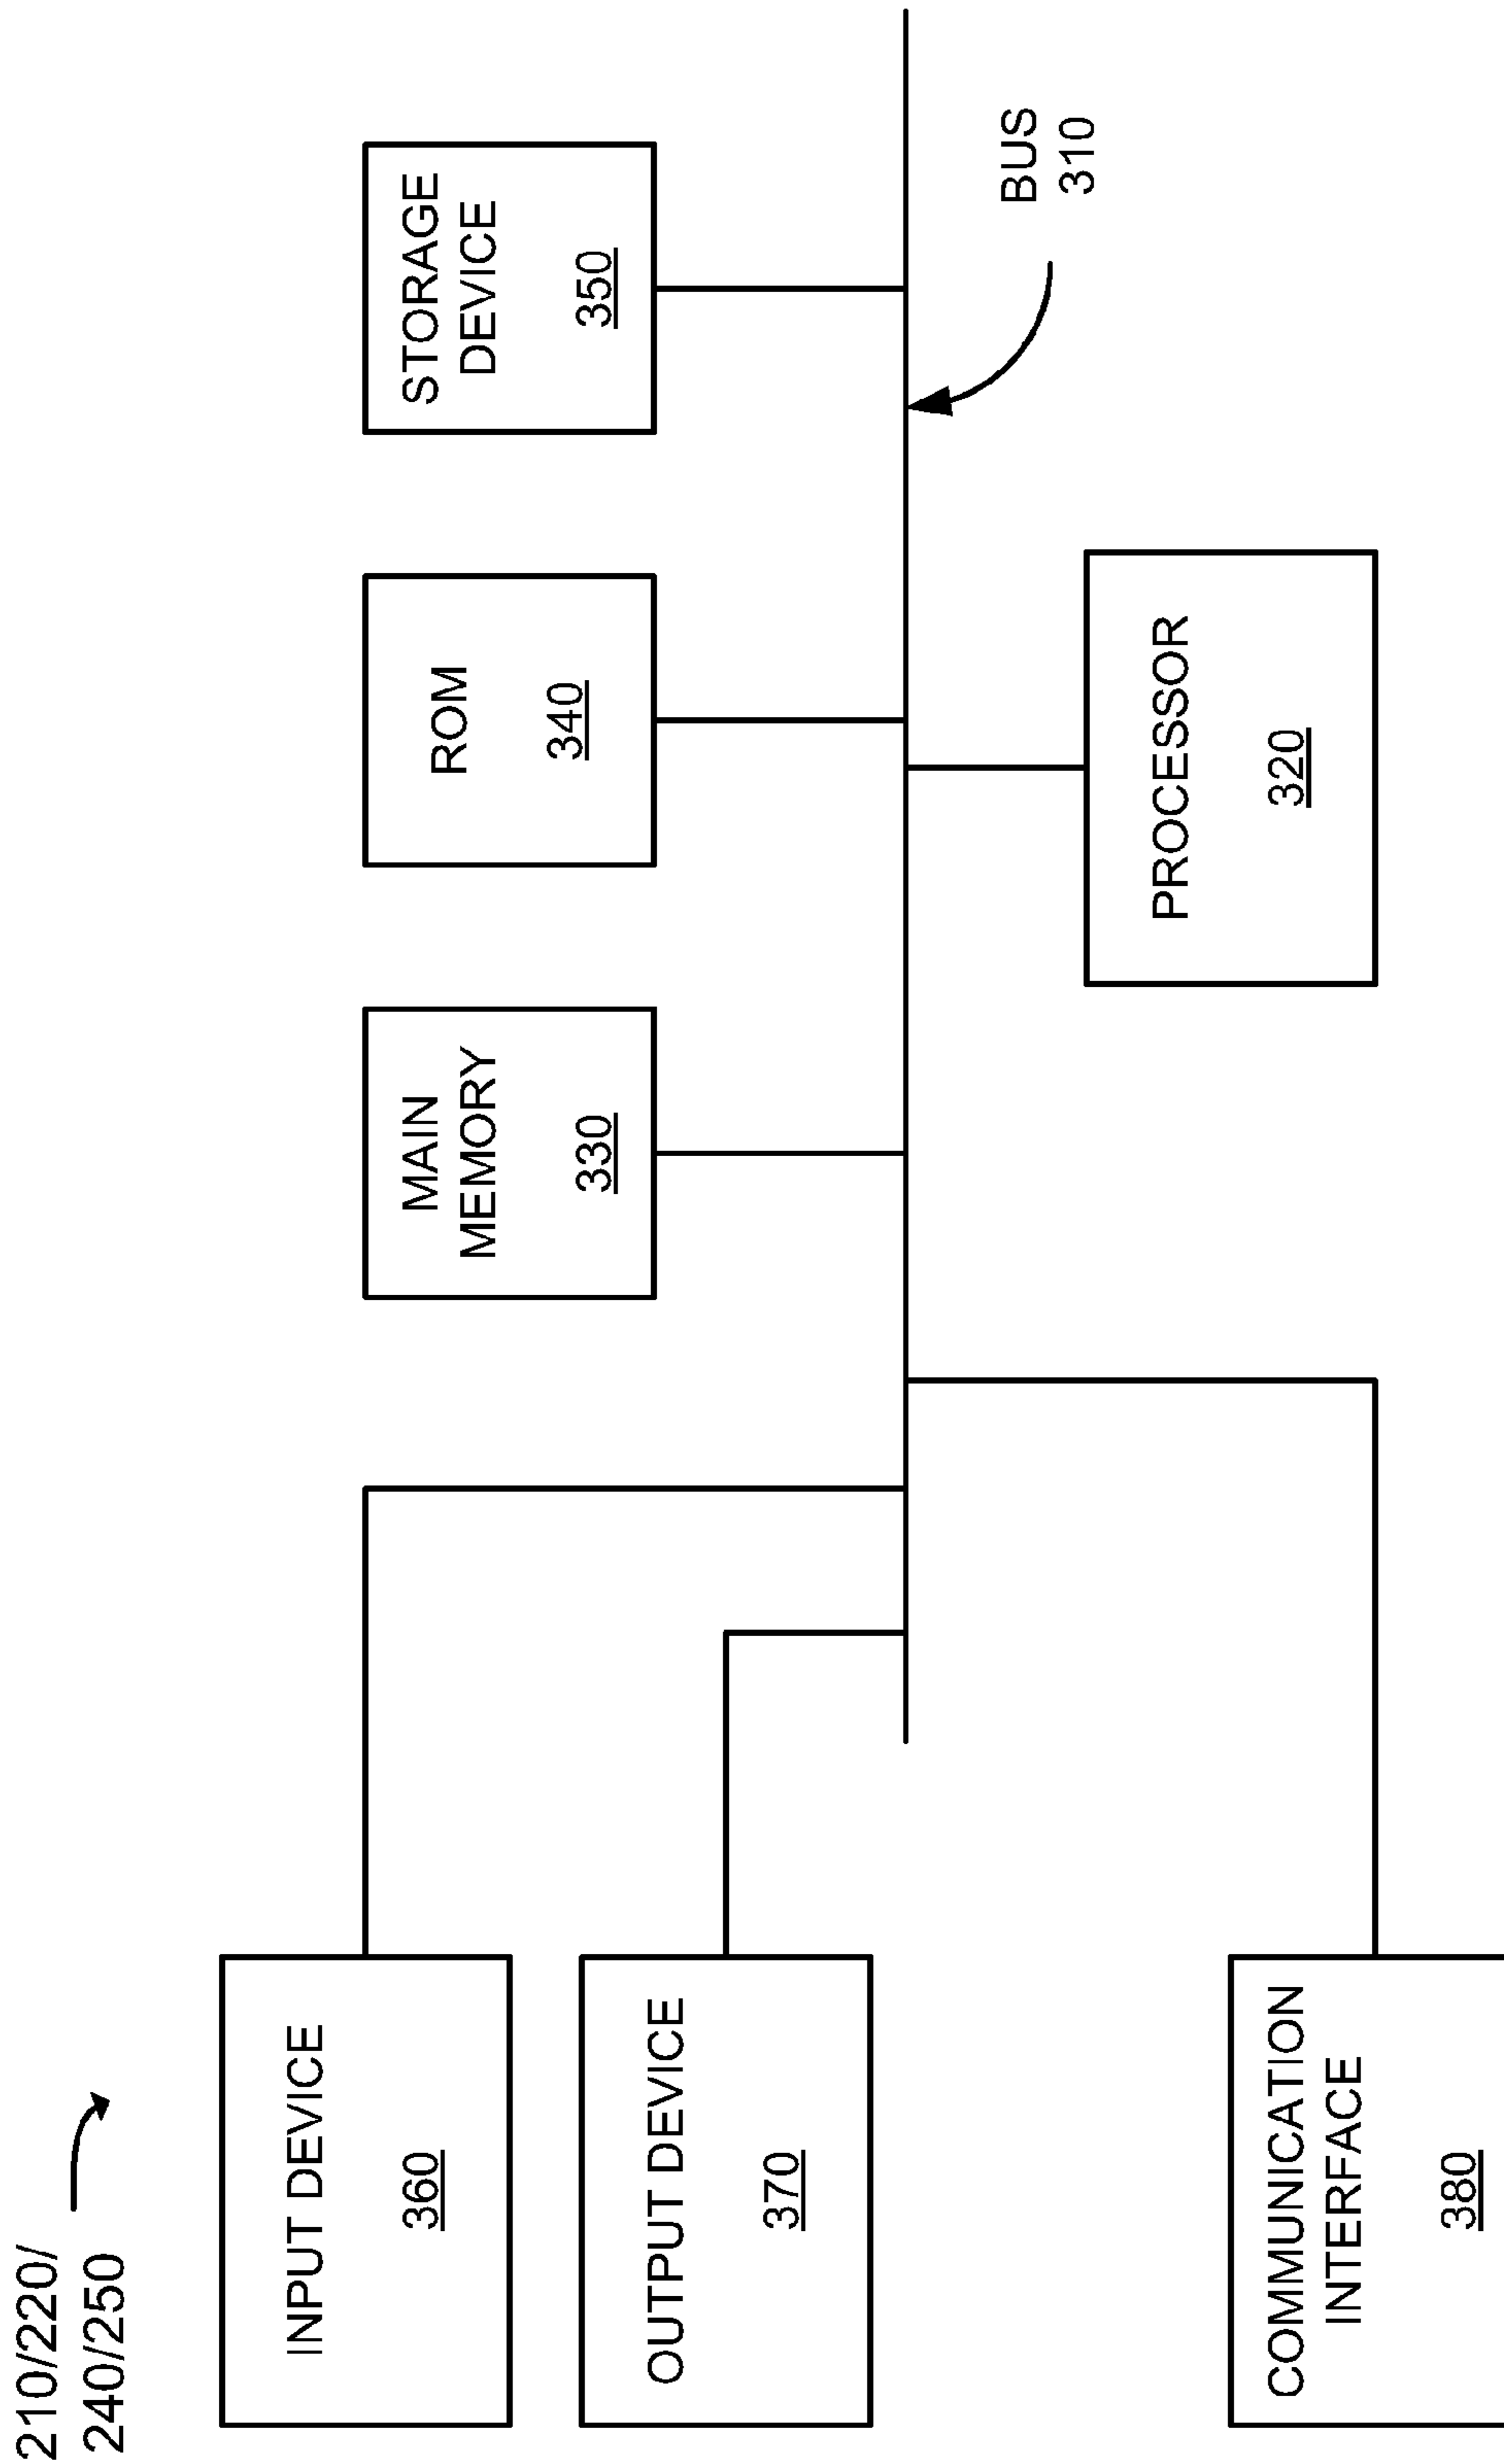 210/220/
240/250
INPUT DEVICE
360
OUTPUT DEVICE
370
COMMUNICATION
INTERFACE
380
MAIN
MEMORY
330
ROM
340
STORAGE
DEVICE
350
PROCESSOR
320
BUS
310